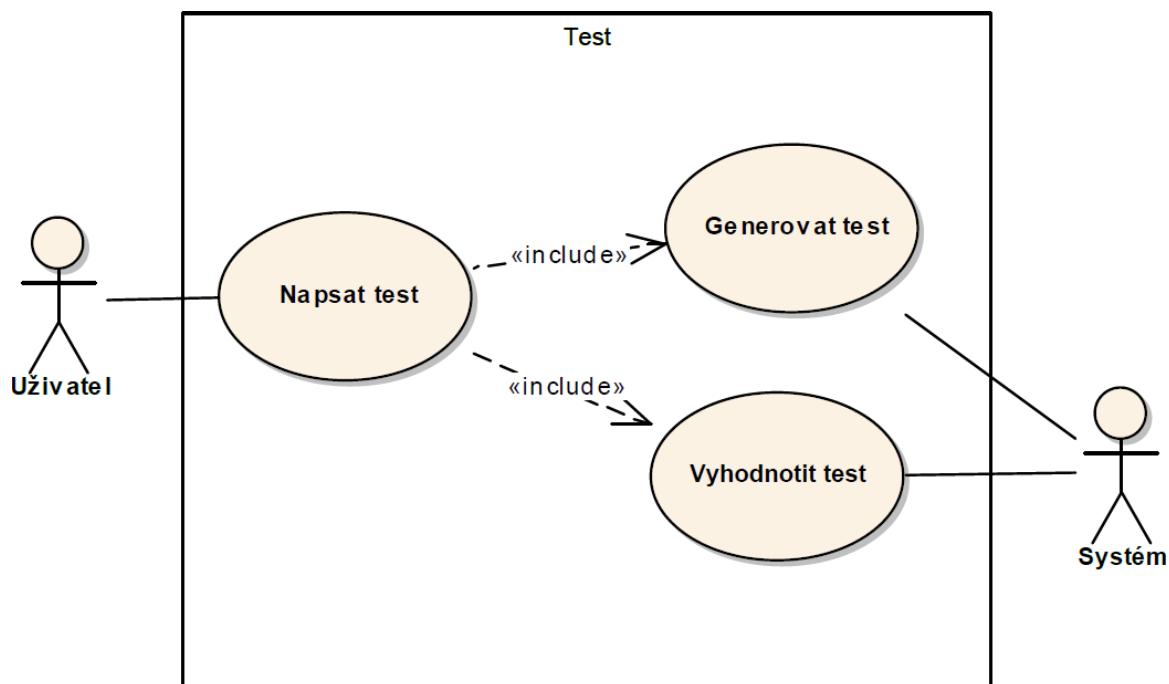 Test
Generovat test
«include»
Napsat test
Uživatel
«include»
Vyhodnotit test
Systém